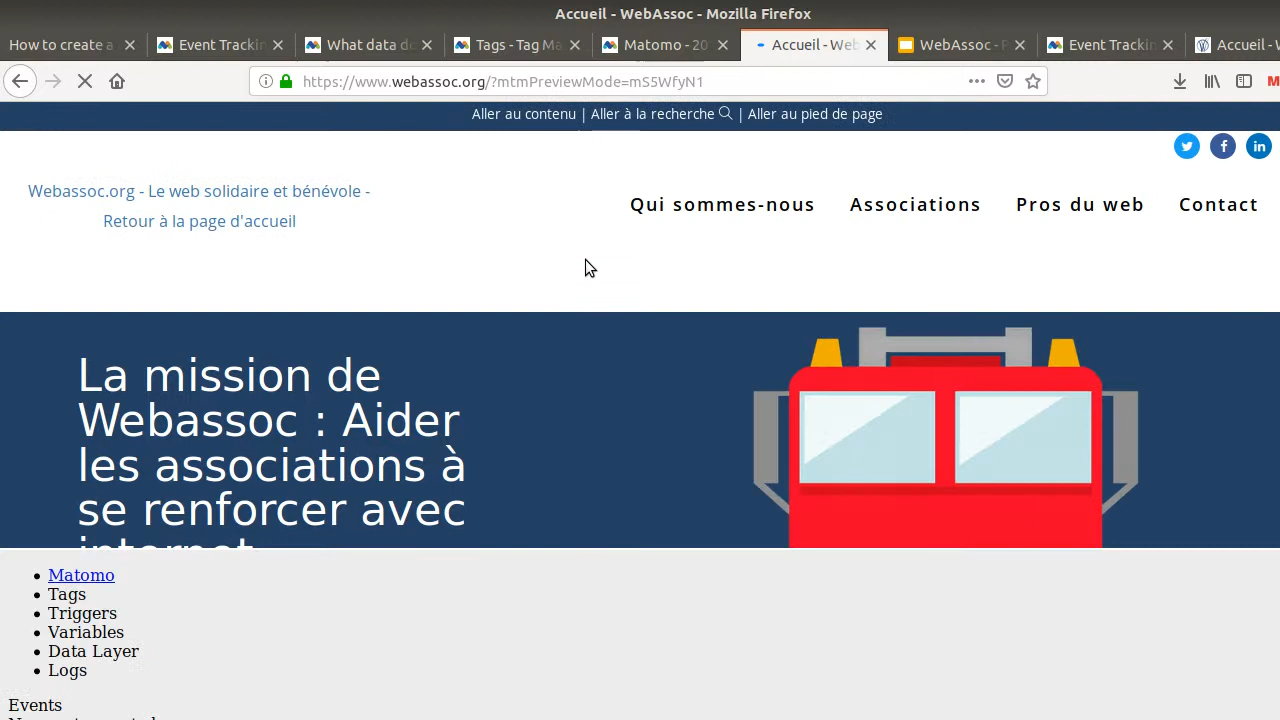 Accueil - WebAssoc - Mozilla Firefox
How to create a
Event Trackin
What data do
Tags - Tag Ma
Matomo - 20
Accueil - Web
WebAssoc - P
Event Trackin
Accueil - W
https://www.webassoc.org/?mtmPreviewMode=mS5WfyN1
Aller au contenu | Aller à la recherche | Aller au pied de page
Webassoc.org - Le web solidaire et bénévole -
Retour à la page d'accueil
Qui sommes-nous
Associations
Pros du web
Contact
La mission de
Webassoc : Aider
les associations à
se renforcer avec
internet
Matomo
Tags
Triggers
Variables
Data Layer
Logs
Events